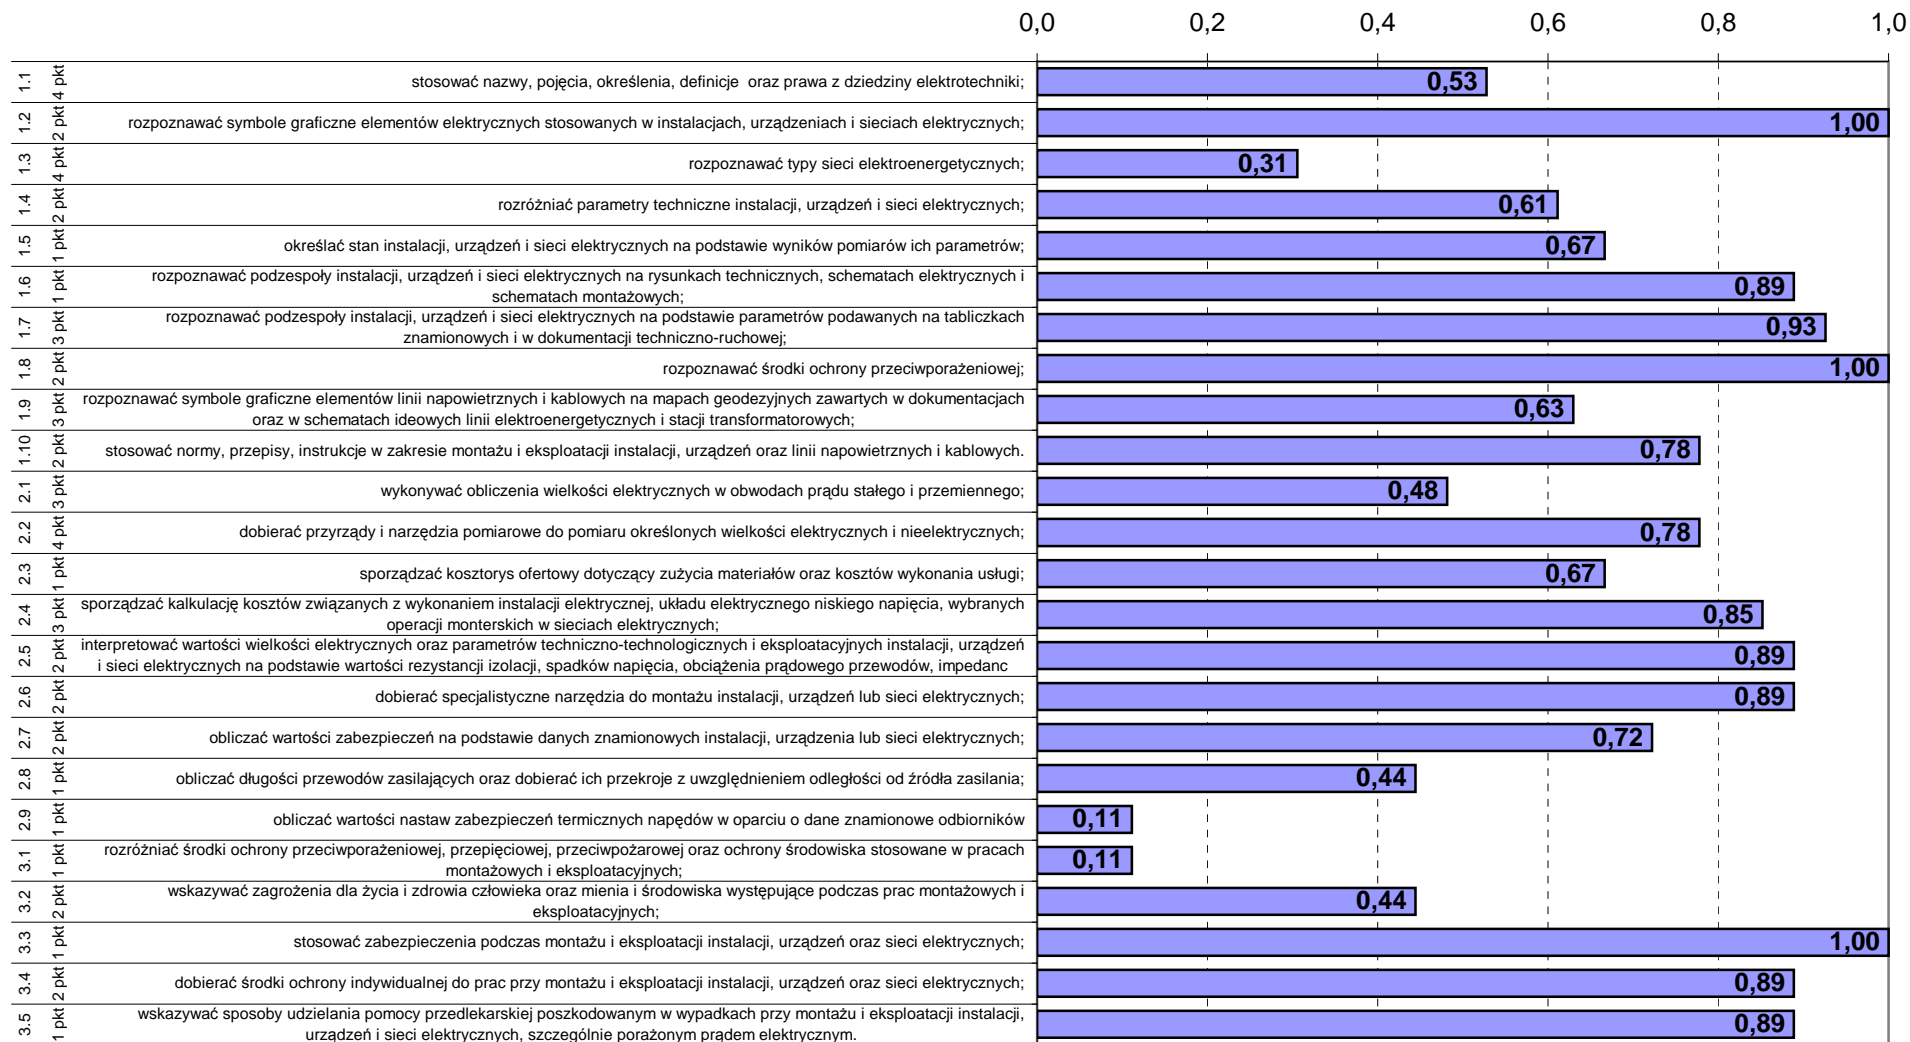 0,0 0,2 0,4 0,6 0,8 1,0
1.1 4 pkt stosować nazwy, pojęcia, określenia, definicje oraz prawa z dziedziny elektrotechniki; 0,53
1.2 2 pkt rozpoznawać symbole graficzne elementów elektrycznych stosowanych w instalacjach, urządzeniach i sieciach elektrycznych; 1,00
1.3 4 pkt rozpoznawać typy sieci elektroenergetycznych; 0,31
1.4 2 pkt rozróżniać parametry techniczne instalacji, urządzeń i sieci elektrycznych; 0,61
1.5 1 pkt określać stan instalacji, urządzeń i sieci elektrycznych na podstawie wyników pomiarów ich parametrów; 0,67
1.6 1 pkt rozpoznawać podzespoły instalacji, urządzeń i sieci elektrycznych na rysunkach technicznych, schematach elektrycznych i
schematach montażowych; 0,89
1.7 3 pkt rozpoznawać podzespoły instalacji, urządzeń i sieci elektrycznych na podstawie parametrów podawanych na tabliczkach
znamionowych i w dokumentacji techniczno-ruchowej; 0,93
1.8 2 pkt rozpoznawać środki ochrony przeciwporażeniowej; 1,00
1.9 3 pkt rozpoznawać symbole graficzne elementów linii napowietrznych i kablowych na mapach geodezyjnych zawartych w dokumentacjach
oraz w schematach ideowych linii elektroenergetycznych i stacji transformatorowych; 0,63
1.10 2 pkt stosować normy, przepisy, instrukcje w zakresie montażu i eksploatacji instalacji, urządzeń oraz linii napowietrznych i kablowych. 0,78
2.1 3 pkt wykonywać obliczenia wielkości elektrycznych w obwodach prądu stałego i przemiennego; 0,48
2.2 4 pkt dobierać przyrządy i narzędzia pomiarowe do pomiaru określonych wielkości elektrycznych i nieelektrycznych; 0,78
2.3 1 pkt sporządzać kosztorys ofertowy dotyczący zużycia materiałów oraz kosztów wykonania usługi; 0,67
2.4 3 pkt sporządzać kalkulację kosztów związanych z wykonaniem instalacji elektrycznej, układu elektrycznego niskiego napięcia, wybranych
operacji monterskich w sieciach elektrycznych; 0,85
2.5 2 pkt interpretować wartości wielkości elektrycznych oraz parametrów techniczno-technologicznych i eksploatacyjnych instalacji, urządzeń
i sieci elektrycznych na podstawie wartości rezystancji izolacji, spadków napięcia, obciążenia prądowego przewodów, impedanc 0,89
2.6 2 pkt dobierać specjalistyczne narzędzia do montażu instalacji, urządzeń lub sieci elektrycznych; 0,89
2.7 2 pkt obliczać wartości zabezpieczeń na podstawie danych znamionowych instalacji, urządzenia lub sieci elektrycznych; 0,72
2.8 1 pkt obliczać długości przewodów zasilających oraz dobierać ich przekroje z uwzględnieniem odległości od źródła zasilania; 0,44
2.9 1 pkt obliczać wartości nastaw zabezpieczeń termicznych napędów w oparciu o dane znamionowe odbiorników 0,11
3.1 1 pkt rozróżniać środki ochrony przeciwporażeniowej, przepięciowej, przeciwpożarowej oraz ochrony środowiska stosowane w pracach
montażowych i eksploatacyjnych; 0,11
3.2 2 pkt wskazywać zagrożenia dla życia i zdrowia człowieka oraz mienia i środowiska występujące podczas prac montażowych i
eksploatacyjnych; 0,44
3.3 1 pkt stosować zabezpieczenia podczas montażu i eksploatacji instalacji, urządzeń oraz sieci elektrycznych; 1,00
3.4 2 pkt dobierać środki ochrony indywidualnej do prac przy montażu i eksploatacji instalacji, urządzeń oraz sieci elektrycznych; 0,89
3.5 1 pkt wskazywać sposoby udzielania pomocy przedlekarskiej poszkodowanym w wypadkach przy montażu i eksploatacji instalacji,
urządzeń i sieci elektrycznych, szczególnie porażonym prądem elektrycznym. 0,89